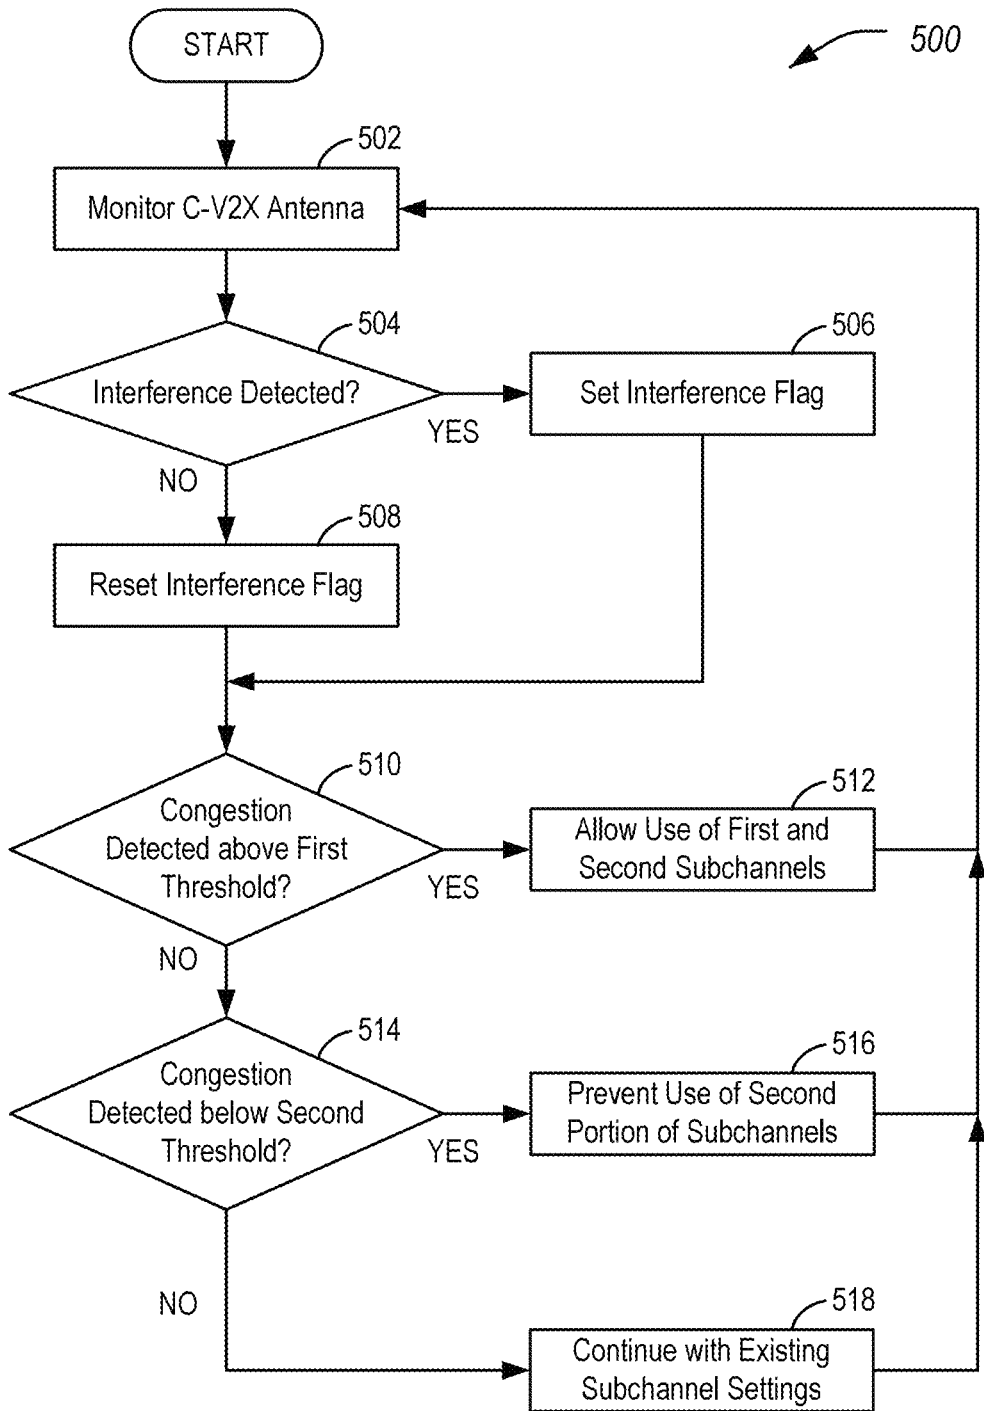 START
500
502
Monitor C-V2X Antenna
504
Interference Detected?
YES
NO
506
Set Interference Flag
508
Reset Interference Flag
510
Congestion
Detected above First
Threshold?
YES
NO
512
Allow Use of First and
Second Subchannels
514
Congestion
Detected below Second
Threshold?
YES
NO
516
Prevent Use of Second
Portion of Subchannels
518
Continue with Existing
Subchannel Settings